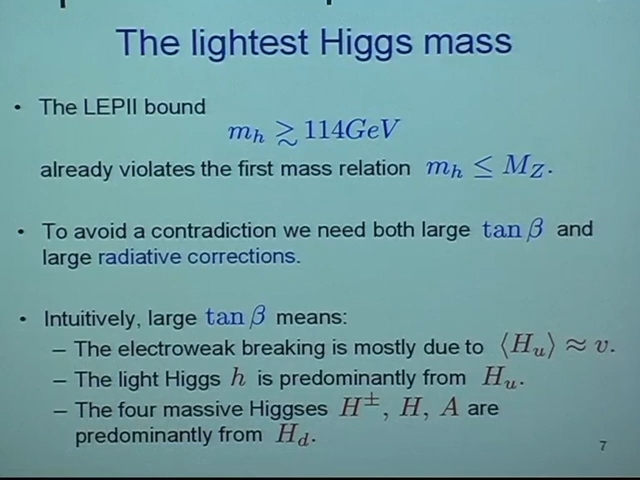 The lightest Higgs mass
• The LEPII bound
m_h ≳ 114GeV
already violates the first mass relation m_h ≤ M_Z.
• To avoid a contradiction we need both large tan β and
large radiative corrections.
• Intuitively, large tan β means:
– The electroweak breaking is mostly due to ⟨H_u⟩ ≈ v.
– The light Higgs h is predominantly from H_u.
– The four massive Higgses H^±, H, A are
predominantly from H_d.
7